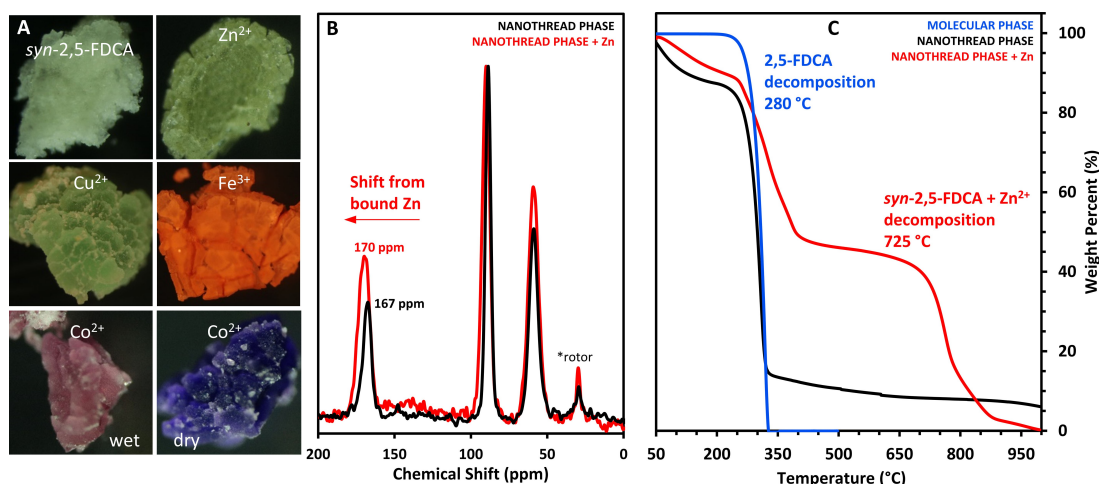 A
syn-2,5-FDCA
Zn²⁺
Cu²⁺
Fe³⁺
Co²⁺
wet
Co²⁺
dry
B
NANOTHREAD PHASE
NANOTHREAD PHASE + Zn
Shift from
bound Zn
170 ppm
167 ppm
*rotor
200
150
100
50
0
Chemical Shift (ppm)
C
MOLECULAR PHASE
NANOTHREAD PHASE
NANOTHREAD PHASE + Zn
2,5-FDCA
decomposition
280 °C
syn-2,5-FDCA + Zn²⁺
decomposition
725 °C
100
80
60
40
20
0
Weight Percent (%)
50
200
350
500
650
800
950
Temperature (°C)